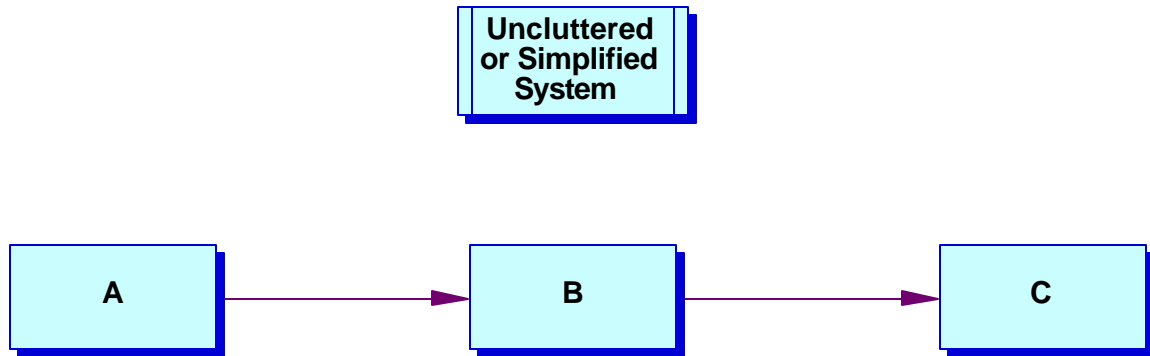 Uncluttered
or Simplified
System
A
B
C